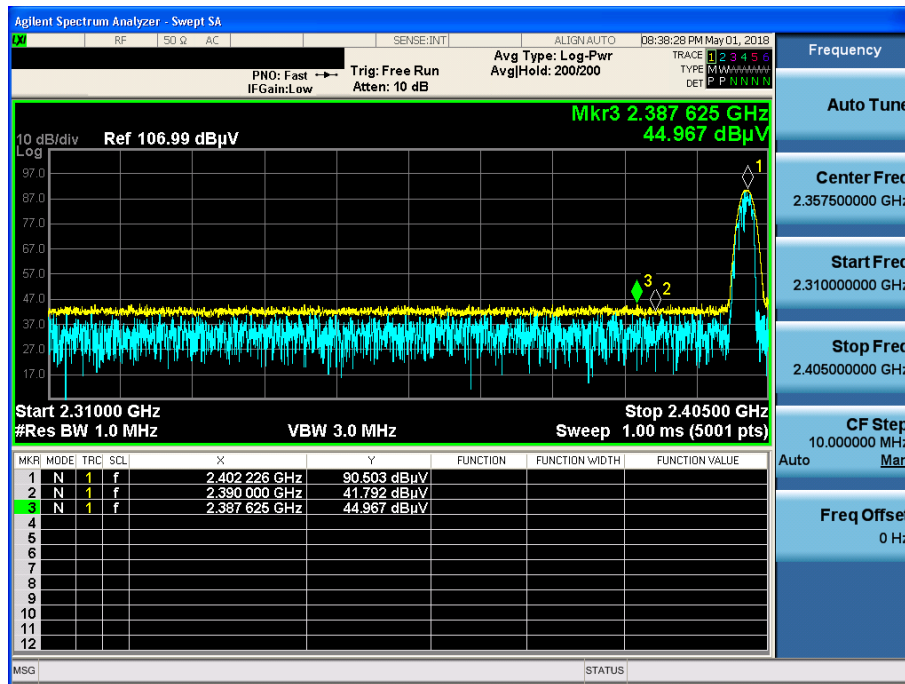 Agilent Spectrum Analyzer - Swept SA
LXI RF 50 Ω AC SENSE:INT ALIGN AUTO 08:38:28 PM May 01, 2018
PNO: Fast
IFGain:Low
Trig: Free Run
Atten: 10 dB
Avg Type: Log-Pwr
Avg|Hold: 200/200
TRACE 1 2 3 4 5 6
TYPE M W
DET P P N N N N
Mkr3 2.387 625 GHz
44.967 dBµV
10 dB/div Ref 106.99 dBµV
Log
97.0
87.0
77.0
67.0
57.0
47.0
37.0
27.0
17.0
1
3
2
Start 2.31000 GHz Stop 2.40500 GHz
#Res BW 1.0 MHz VBW 3.0 MHz Sweep 1.00 ms (5001 pts)
MKR MODE TRC SCL X Y FUNCTION FUNCTION WIDTH FUNCTION VALUE
1 N 1 f 2.402 226 GHz 90.503 dBµV
2 N 1 f 2.390 000 GHz 41.792 dBµV
3 N 1 f 2.387 625 GHz 44.967 dBµV
4
5
6
7
8
9
10
11
12
MSG STATUS
Frequency
Auto Tune
Center Freq
2.357500000 GHz
Start Freq
2.310000000 GHz
Stop Freq
2.405000000 GHz
CF Step
10.000000 MHz
Auto Man
Freq Offset
0 Hz